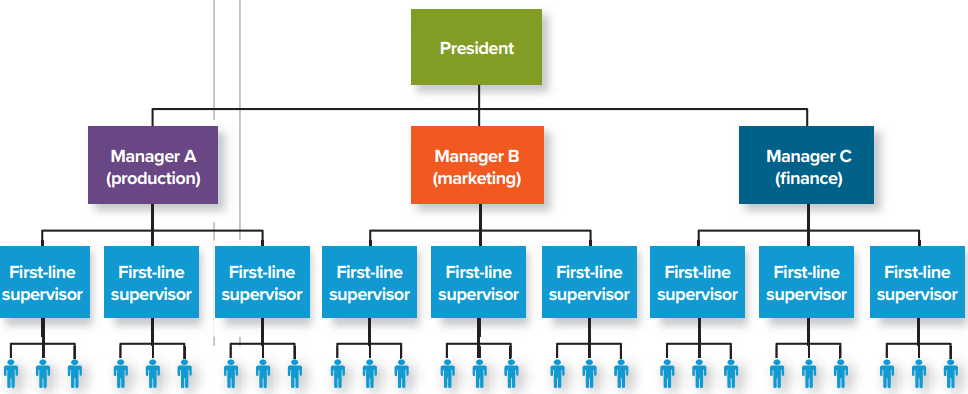 President
Manager A
(production)
Manager B
(marketing)
Manager C
(finance)
First-line
supervisor
First-line
supervisor
First-line
supervisor
First-line
supervisor
First-line
supervisor
First-line
supervisor
First-line
supervisor
First-line
supervisor
First-line
supervisor